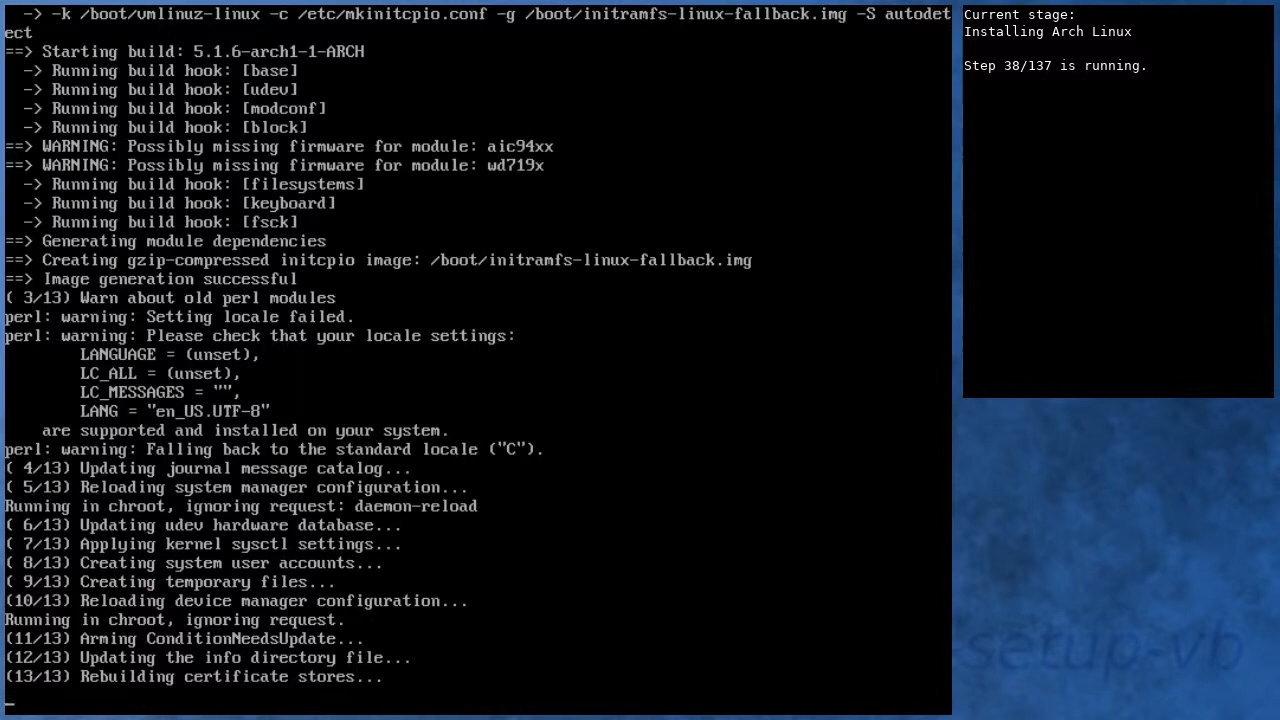 -> -k /boot/vmlinuz-linux -c /etc/mkinitcpio.conf -g /boot/initramfs-linux-fallback.img -S autodet
ect
==> Starting build: 5.1.6-arch1-1-ARCH
  -> Running build hook: [base]
  -> Running build hook: [udev]
  -> Running build hook: [modconf]
  -> Running build hook: [block]
==> WARNING: Possibly missing firmware for module: aic94xx
==> WARNING: Possibly missing firmware for module: wd719x
  -> Running build hook: [filesystems]
  -> Running build hook: [keyboard]
  -> Running build hook: [fsck]
==> Generating module dependencies
==> Creating gzip-compressed initcpio image: /boot/initramfs-linux-fallback.img
==> Image generation successful
( 3/13) Warn about old perl modules
perl: warning: Setting locale failed.
perl: warning: Please check that your locale settings:
        LANGUAGE = (unset),
        LC_ALL = (unset),
        LC_MESSAGES = "",
        LANG = "en_US.UTF-8"
    are supported and installed on your system.
perl: warning: Falling back to the standard locale ("C").
( 4/13) Updating journal message catalog...
( 5/13) Reloading system manager configuration...
Running in chroot, ignoring request: daemon-reload
( 6/13) Updating udev hardware database...
( 7/13) Applying kernel sysctl settings...
( 8/13) Creating system user accounts...
( 9/13) Creating temporary files...
(10/13) Reloading device manager configuration...
Running in chroot, ignoring request.
(11/13) Arming ConditionNeedsUpdate...
(12/13) Updating the info directory file...
(13/13) Rebuilding certificate stores...
_
Current stage:
Installing Arch Linux
Step 38/137 is running.
-setup-vb